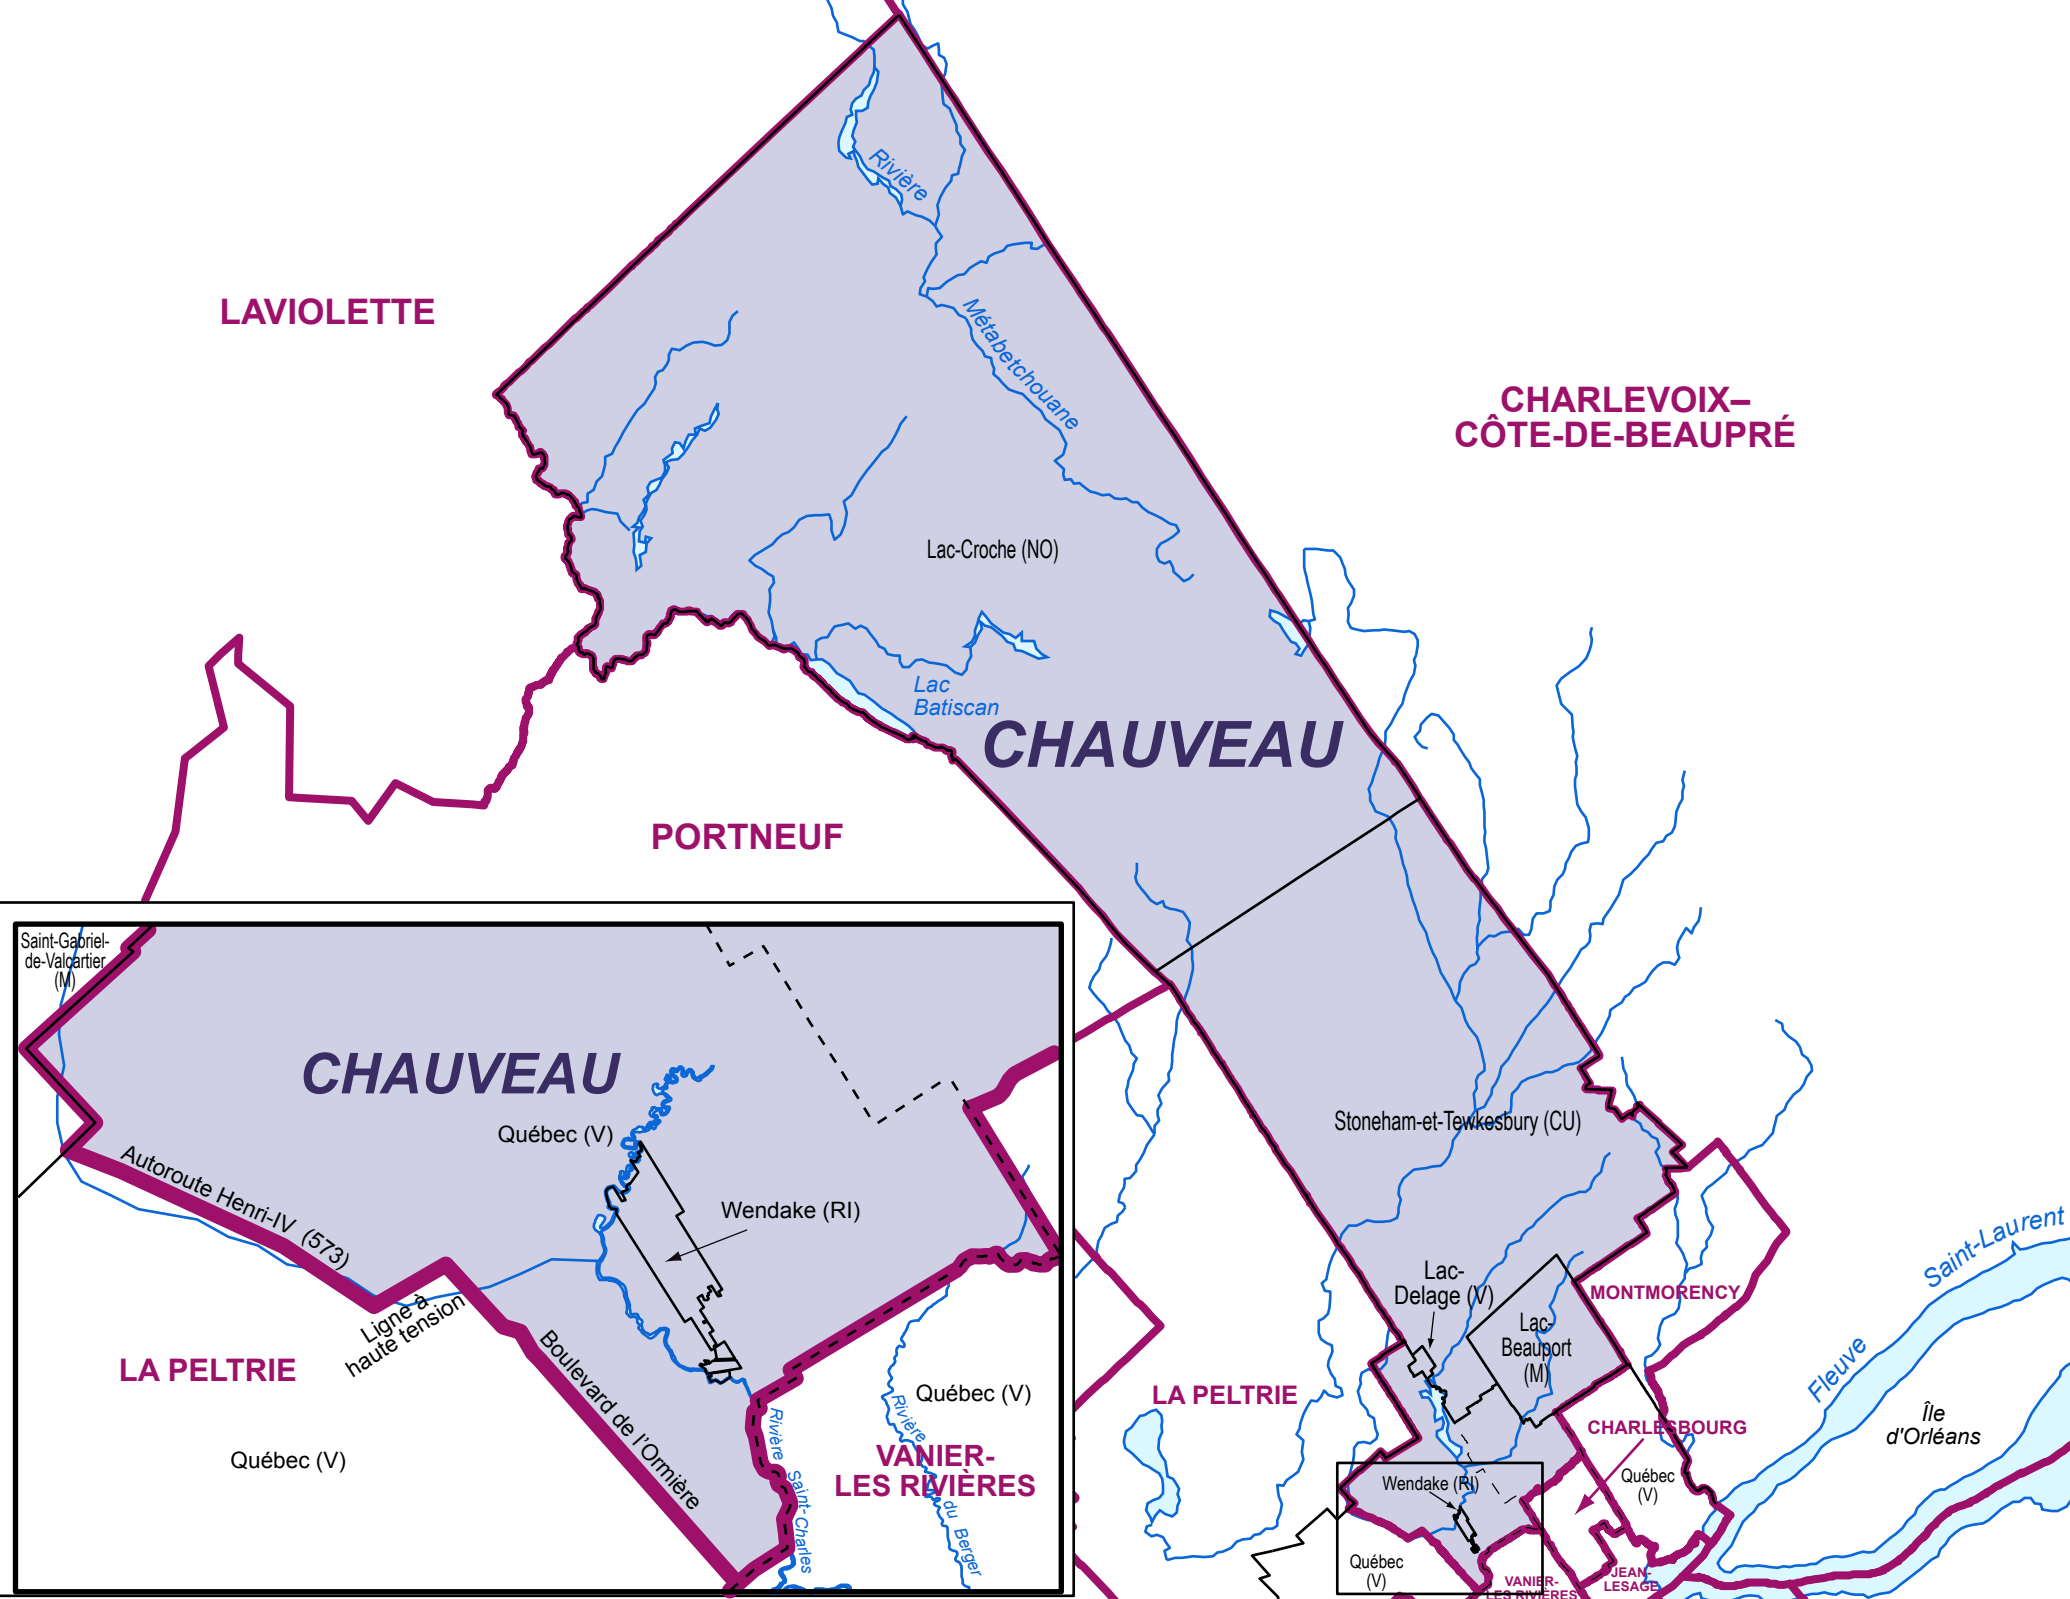 Rivière
LAVIOLETTE
Métabetchouane
CHARLEVOIX–
CÔTE-DE-BEAUPRÉ
Lac-Croche (NO)
Lac
Batiscan
CHAUVEAU
PORTNEUF
Saint-Gabriel-
de-Valcartier
(M)
CHAUVEAU
Québec (V)
Autoroute Henri-IV (573)
Wendake (RI)
Ligne à
haute tension
LA PELTRIE
Boulevard de l'Ormière
Québec (V)
Rivière Saint-Charles
Québec (V)
Rivière du Berger
VANIER-
LES RIVIÈRES
Stoneham-et-Tewkesbury (CU)
Lac-
Delage (V)
MONTMORENCY
Lac-
Beauport
(M)
LA PELTRIE
CHARLESBOURG
Fleuve Saint-Laurent
Île
d'Orléans
Québec
(V)
Wendake (RI)
Québec
(V)
VANIER-
LES RIVIÈRES
JEAN-
LESAGE